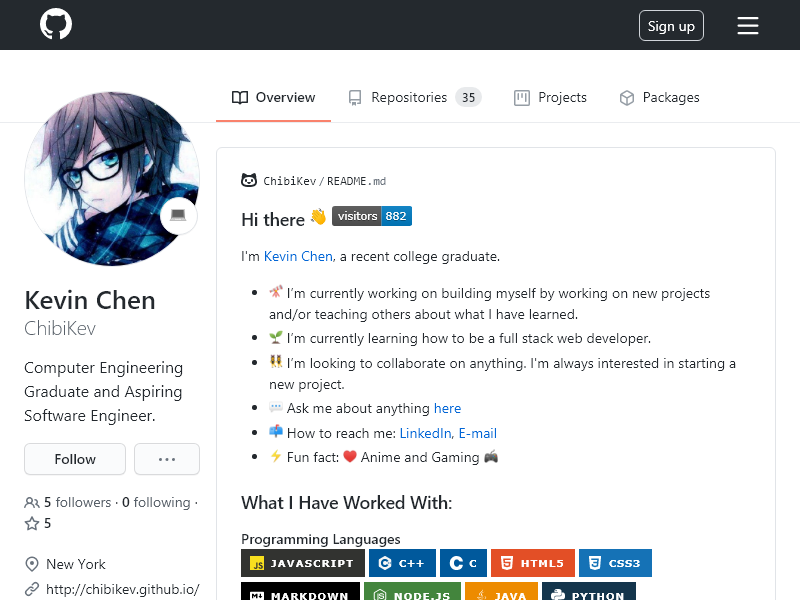 Sign up
Overview
Repositories 35
Projects
Packages
ChibiKev/README.md
Hi there 👋 visitors 882
I'm Kevin Chen, a recent college graduate.
I'm currently working on building myself by working on new projects
and/or teaching others about what I have learned.
I'm currently learning how to be a full stack web developer.
I'm looking to collaborate on anything. I'm always interested in starting a
new project.
Ask me about anything here
How to reach me: LinkedIn, E-mail
⚡ Fun fact: ❤️ Anime and Gaming 🎮
What I Have Worked With:
Programming Languages
JS JAVASCRIPT C++ C HTML5 CSS3
MARKDOWN NODE.JS JAVA PYTHON
Kevin Chen
ChibiKev
Computer Engineering
Graduate and Aspiring
Software Engineer.
Follow
···
5 followers · 0 following ·
5
New York
http://chibikev.github.io/